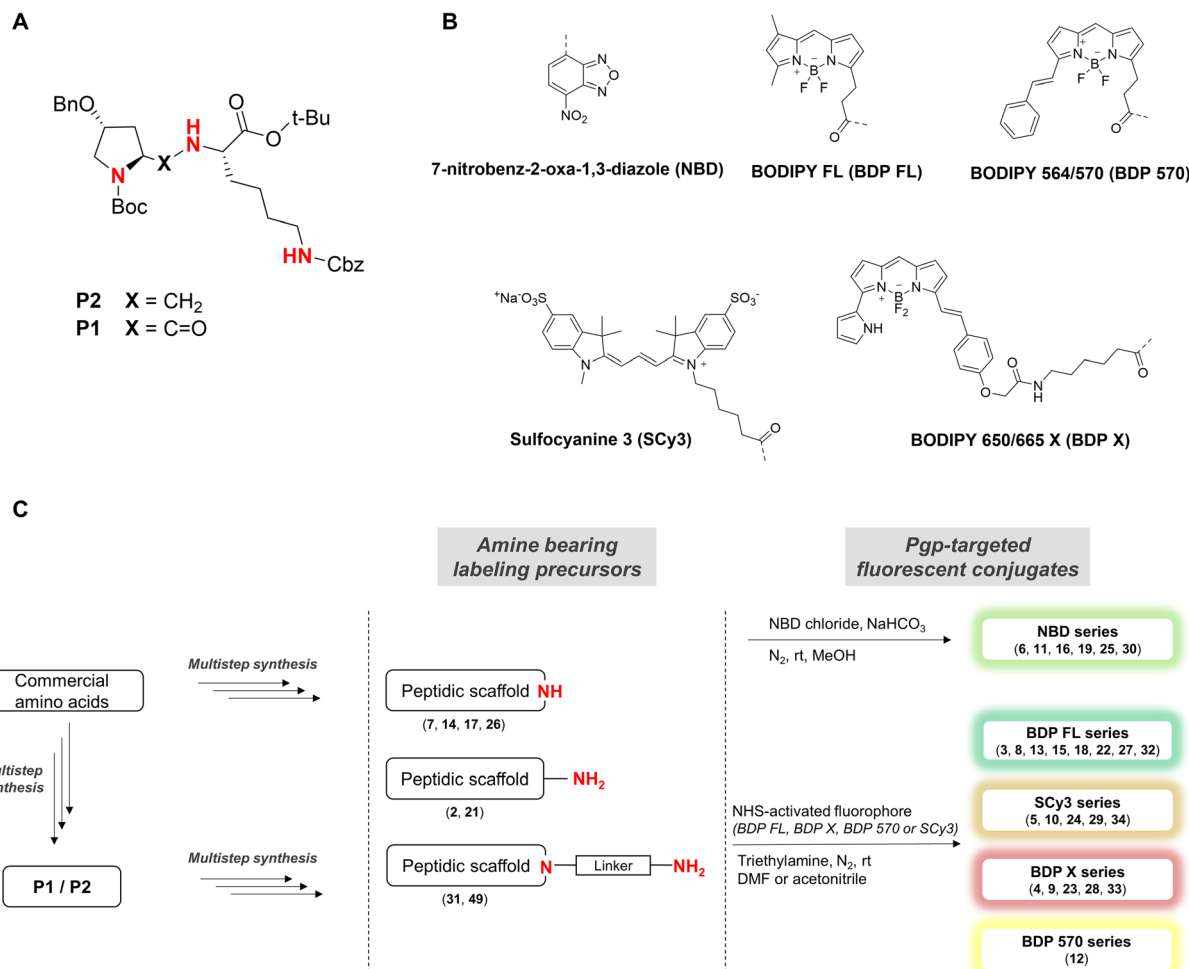 A
BnO
N
Boc
X
H
N
O
O
t-Bu
HN
Cbz
P2 X = CH2
P1 X = C=O
B
N
O
N
NO2
7-nitrobenz-2-oxa-1,3-diazole (NBD)
N
+
B
-
N
F
F
O
BODIPY FL (BDP FL)
N
+
B
-
N
F
F
O
BODIPY 564/570 (BDP 570)
+Na-O3S
SO3-
N
N
+
O
Sulfocyanine 3 (SCy3)
N
+
B
-
N
F2
NH
O
O
N
H
O
BODIPY 650/665 X (BDP X)
C
Amine bearing
labeling precursors
Pgp-targeted
fluorescent conjugates
Commercial
amino acids
Multistep synthesis
P1 / P2
Multistep synthesis
Peptidic scaffold NH
(7, 14, 17, 26)
Peptidic scaffold NH2
(2, 21)
Peptidic scaffold N Linker NH2
(31, 49)
NBD chloride, NaHCO3
N2, rt, MeOH
NHS-activated fluorophore
(BDP FL, BDP X, BDP 570 or SCy3)
Triethylamine, N2, rt
DMF or acetonitrile
NBD series
(6, 11, 16, 19, 25, 30)
BDP FL series
(3, 8, 13, 15, 18, 22, 27, 32)
SCy3 series
(5, 10, 24, 29, 34)
BDP X series
(4, 9, 23, 28, 33)
BDP 570 series
(12)